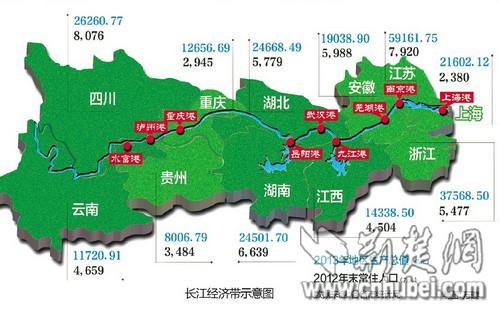 26260.77
8,076
12656.69
2,945
24668.49
5,779
19038.90
5,988
59161.75
7,920
21602.12
2,380
四川
重庆
湖北
安徽
江苏
上海
泸州港
重庆港
武汉港
芜湖港
南京港
上海港
水富港
岳阳港
九江港
云南
贵州
湖南
江西
浙江
11720.91
4,659
8006.79
3,484
24501.70
6,639
14338.50
4,504
37568.50
5,477
2013年地区生产总值
2012年末常住人口
长江经济带示意图
荆楚网
www.cnhubei.com